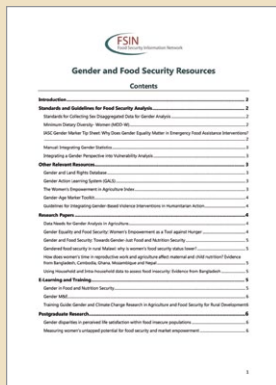 FSIN
Food Security Information Network
Gender and Food Security Resources
Contents
Introduction 2
Standards and Guidelines for Food Security Analysis 2
Standards for Collecting Sex-Disaggregated Data for Gender Analysis 2
Minimum Dietary Diversity- Women (MDD-W) 2
IASC Gender Marker Tip Sheet: Why Does Gender Equality Matter in Emergency Food Assistance Interventions?
2
Manual: Integrating Gender Statistics 3
Integrating a Gender Perspective into Vulnerability Analysis 3
Other Relevant Resources 3
Gender and Land Rights Database 3
Gender Action Learning System (GALS) 3
The Women's Empowerment in Agriculture Index 3
Gender Age Marker Toolkit 4
Guidelines for Integrating Gender-Based Violence Interventions in Humanitarian Action 4
Research Papers 4
Data Needs for Gender Analysis in Agriculture 4
Gender Equality and Food Security: Women's Empowerment as a Tool against Hunger 4
Gender and Food Security: Towards Gender-Just Food and Nutrition Security 5
Gendered food security in rural Malawi: why is women's food security status lower? 5
How does women's time in reproductive work and agriculture affect maternal and child nutrition? Evidence
from Bangladesh, Cambodia, Ghana, Mozambique and Nepal 5
Using Household and Intra-household data to assess food insecurity: Evidence from Bangladesh 5
E-Learning and Training 5
Gender in Food and Nutrition Security 5
Gender M&E 6
Training Guide: Gender and Climate Change Research in Agriculture and Food Security for Rural Development 6
Postgraduate Research 6
Gender disparities in perceived life satisfaction within food insecure populations 6
Measuring women's untapped potential for food security and market empowerment 6
1